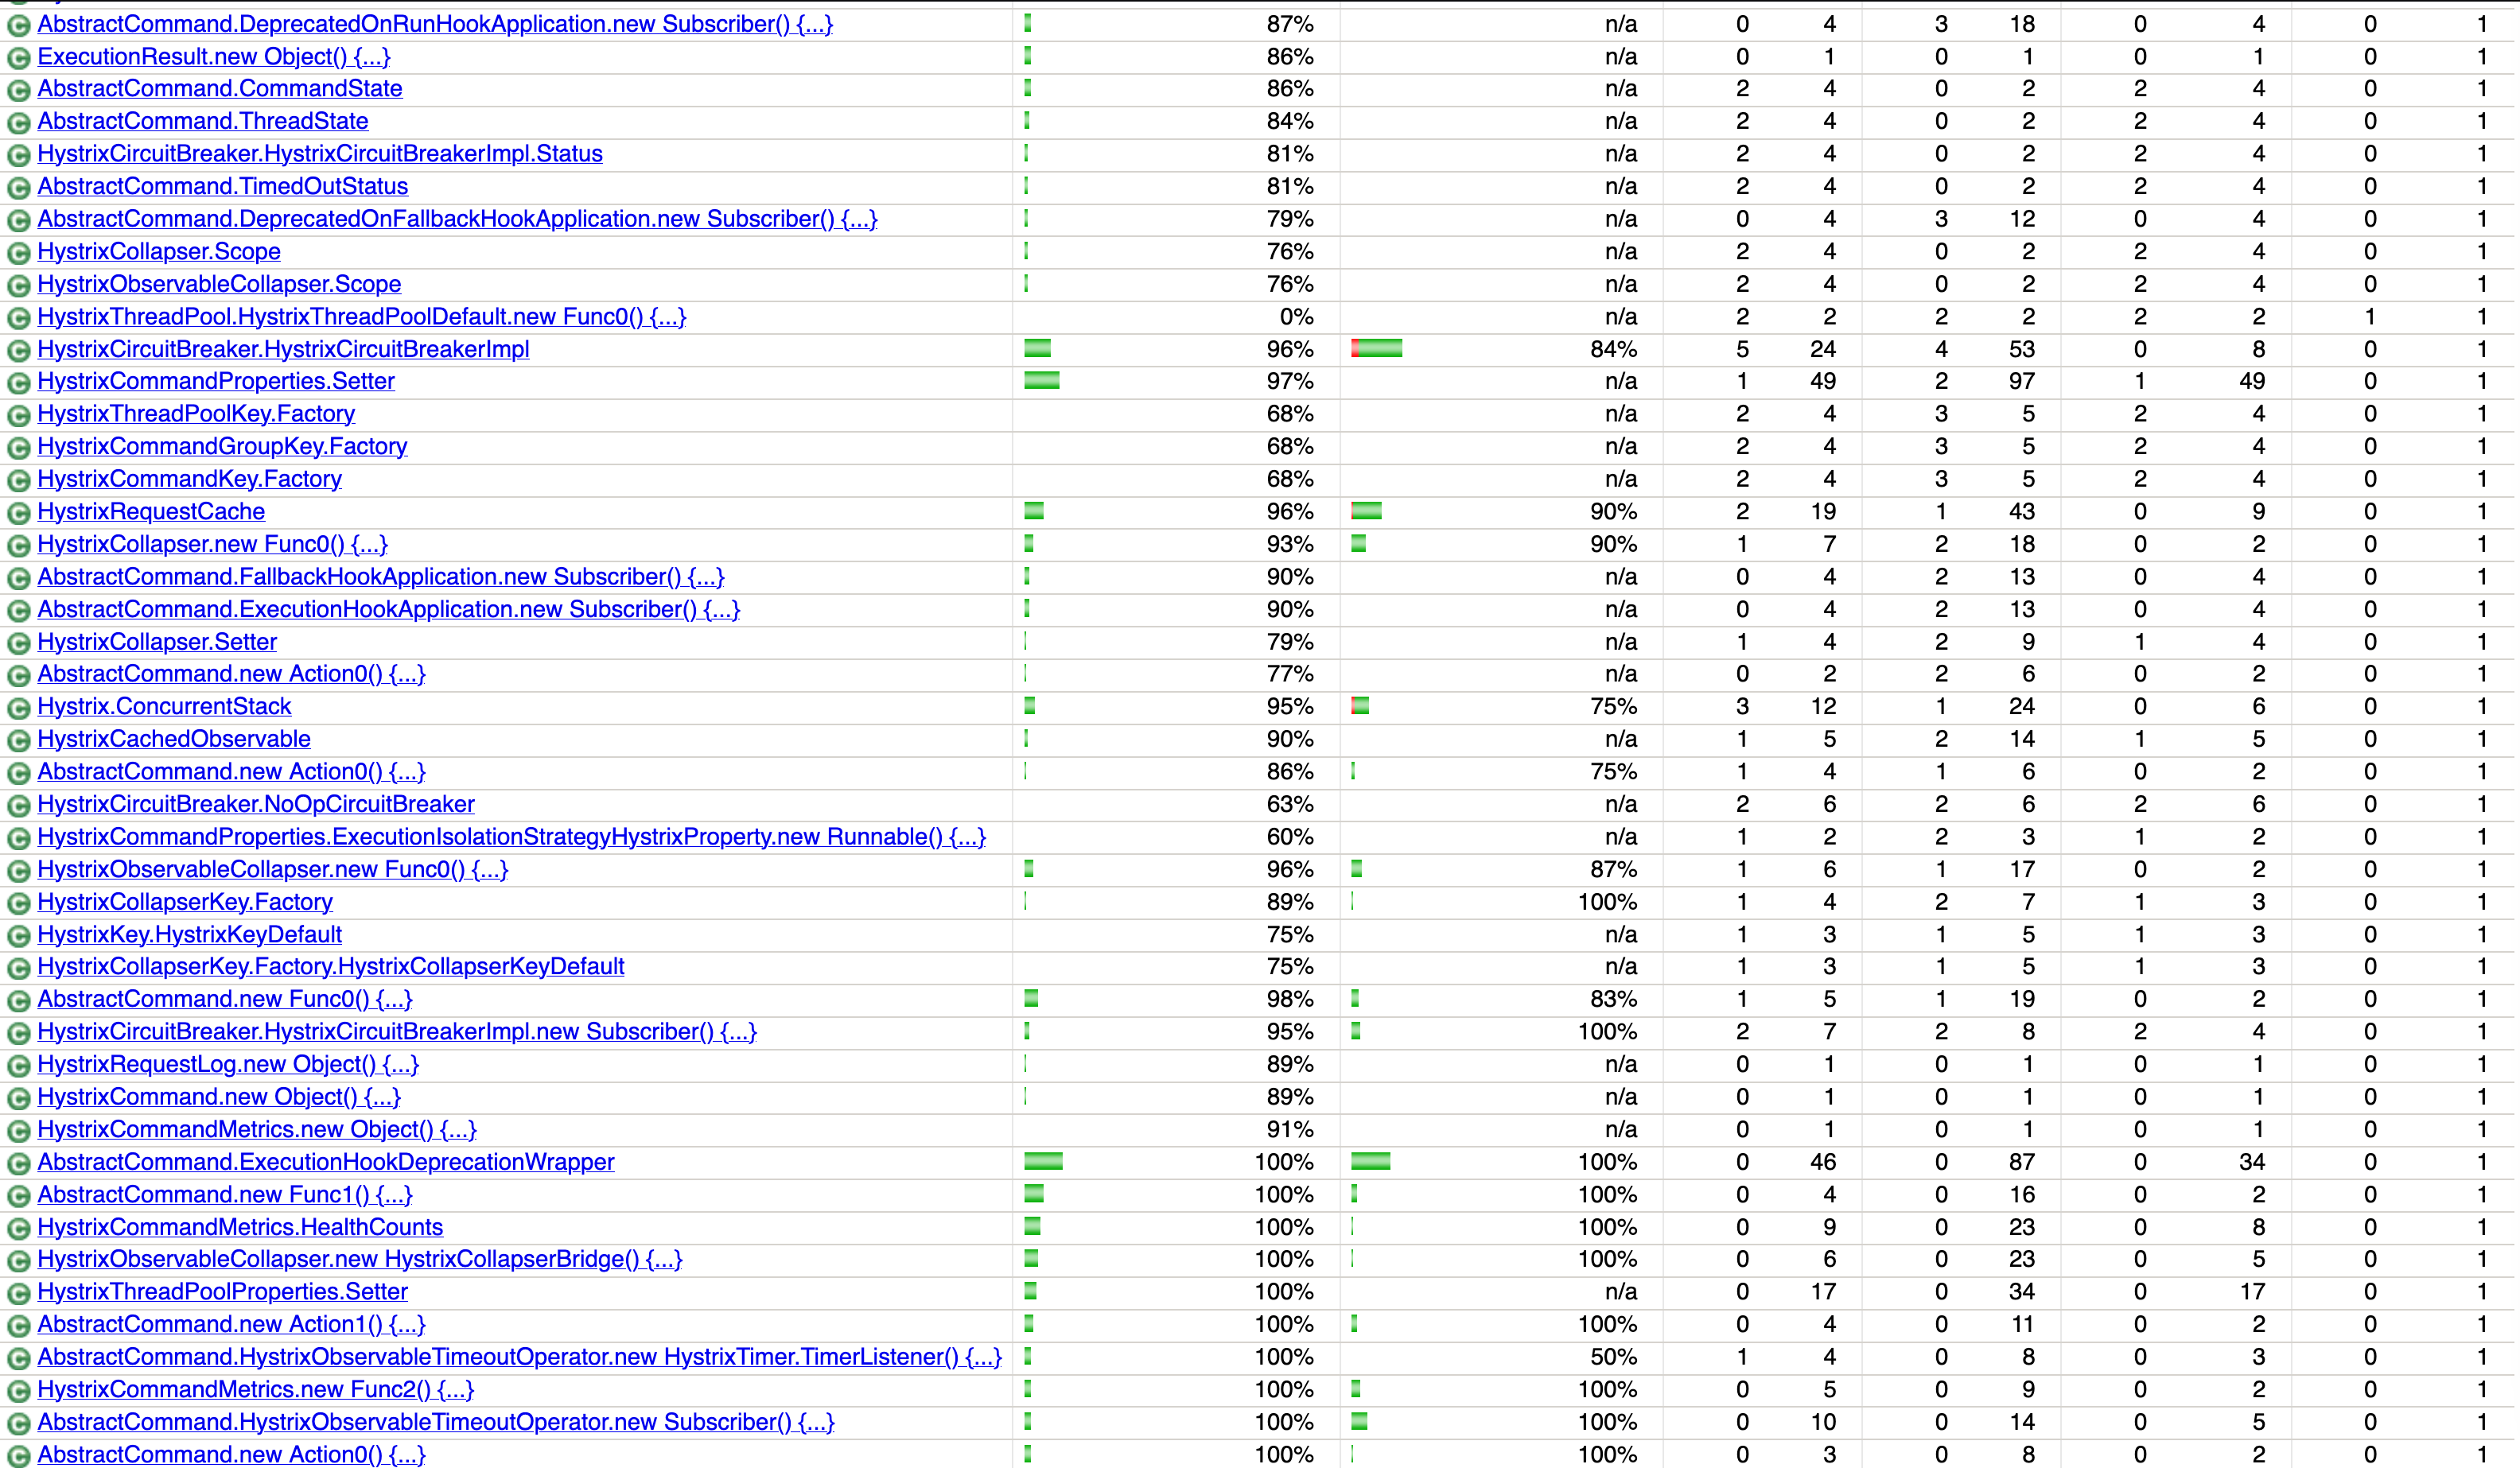 AbstractCommand.DeprecatedOnRunHookApplication.new Subscriber() {...} 87% n/a 0 4 3 18 0 4 0 1
ExecutionResult.new Object() {...} 86% n/a 0 1 0 1 0 1 0 1
AbstractCommand.CommandState 86% n/a 2 4 0 2 2 4 0 1
AbstractCommand.ThreadState 84% n/a 2 4 0 2 2 4 0 1
HystrixCircuitBreaker.HystrixCircuitBreakerImpl.Status 81% n/a 2 4 0 2 2 4 0 1
AbstractCommand.TimedOutStatus 81% n/a 2 4 0 2 2 4 0 1
AbstractCommand.DeprecatedOnFallbackHookApplication.new Subscriber() {...} 79% n/a 0 4 3 12 0 4 0 1
HystrixCollapser.Scope 76% n/a 2 4 0 2 2 4 0 1
HystrixObservableCollapser.Scope 76% n/a 2 4 0 2 2 4 0 1
HystrixThreadPool.HystrixThreadPoolDefault.new Func0() {...} 0% n/a 2 2 2 2 2 2 1 1
HystrixCircuitBreaker.HystrixCircuitBreakerImpl 96% 84% 5 24 4 53 0 8 0 1
HystrixCommandProperties.Setter 97% n/a 1 49 2 97 1 49 0 1
HystrixThreadPoolKey.Factory 68% n/a 2 4 3 5 2 4 0 1
HystrixCommandGroupKey.Factory 68% n/a 2 4 3 5 2 4 0 1
HystrixCommandKey.Factory 68% n/a 2 4 3 5 2 4 0 1
HystrixRequestCache 96% 90% 2 19 1 43 0 9 0 1
HystrixCollapser.new Func0() {...} 93% 90% 1 7 2 18 0 2 0 1
AbstractCommand.FallbackHookApplication.new Subscriber() {...} 90% n/a 0 4 2 13 0 4 0 1
AbstractCommand.ExecutionHookApplication.new Subscriber() {...} 90% n/a 0 4 2 13 0 4 0 1
HystrixCollapser.Setter 79% n/a 1 4 2 9 1 4 0 1
AbstractCommand.new Action0() {...} 77% n/a 0 2 2 6 0 2 0 1
Hystrix.ConcurrentStack 95% 75% 3 12 1 24 0 6 0 1
HystrixCachedObservable 90% n/a 1 5 2 14 1 5 0 1
AbstractCommand.new Action0() {...} 86% 75% 1 4 1 6 0 2 0 1
HystrixCircuitBreaker.NoOpCircuitBreaker 63% n/a 2 6 2 6 2 6 0 1
HystrixCommandProperties.ExecutionIsolationStrategyHystrixProperty.new Runnable() {...} 60% n/a 1 2 2 3 1 2 0 1
HystrixObservableCollapser.new Func0() {...} 96% 87% 1 6 1 17 0 2 0 1
HystrixCollapserKey.Factory 89% 100% 1 4 2 7 1 3 0 1
HystrixKey.HystrixKeyDefault 75% n/a 1 3 1 5 1 3 0 1
HystrixCollapserKey.Factory.HystrixCollapserKeyDefault 75% n/a 1 3 1 5 1 3 0 1
AbstractCommand.new Func0() {...} 98% 83% 1 5 1 19 0 2 0 1
HystrixCircuitBreaker.HystrixCircuitBreakerImpl.new Subscriber() {...} 95% 100% 2 7 2 8 2 4 0 1
HystrixRequestLog.new Object() {...} 89% n/a 0 1 0 1 0 1 0 1
HystrixCommand.new Object() {...} 89% n/a 0 1 0 1 0 1 0 1
HystrixCommandMetrics.new Object() {...} 91% n/a 0 1 0 1 0 1 0 1
AbstractCommand.ExecutionHookDeprecationWrapper 100% 100% 0 46 0 87 0 34 0 1
AbstractCommand.new Func1() {...} 100% 100% 0 4 0 16 0 2 0 1
HystrixCommandMetrics.HealthCounts 100% 100% 0 9 0 23 0 8 0 1
HystrixObservableCollapser.new HystrixCollapserBridge() {...} 100% 100% 0 6 0 23 0 5 0 1
HystrixThreadPoolProperties.Setter 100% n/a 0 17 0 34 0 17 0 1
AbstractCommand.new Action1() {...} 100% 100% 0 4 0 11 0 2 0 1
AbstractCommand.HystrixObservableTimeoutOperator.new HystrixTimer.TimerListener() {...} 100% 50% 1 4 0 8 0 3 0 1
HystrixCommandMetrics.new Func2() {...} 100% 100% 0 5 0 9 0 2 0 1
AbstractCommand.HystrixObservableTimeoutOperator.new Subscriber() {...} 100% 100% 0 10 0 14 0 5 0 1
AbstractCommand.new Action0() {...} 100% 100% 0 3 0 8 0 2 0 1